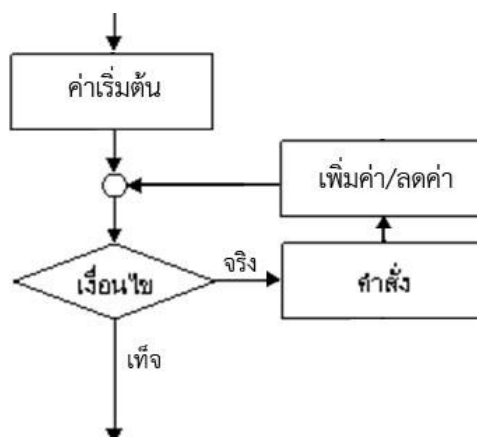 ค่าเริ่มต้น
เพิ่มค่า/ลดค่า
เงื่อนไข
จริง
คำสั่ง
เท็จ